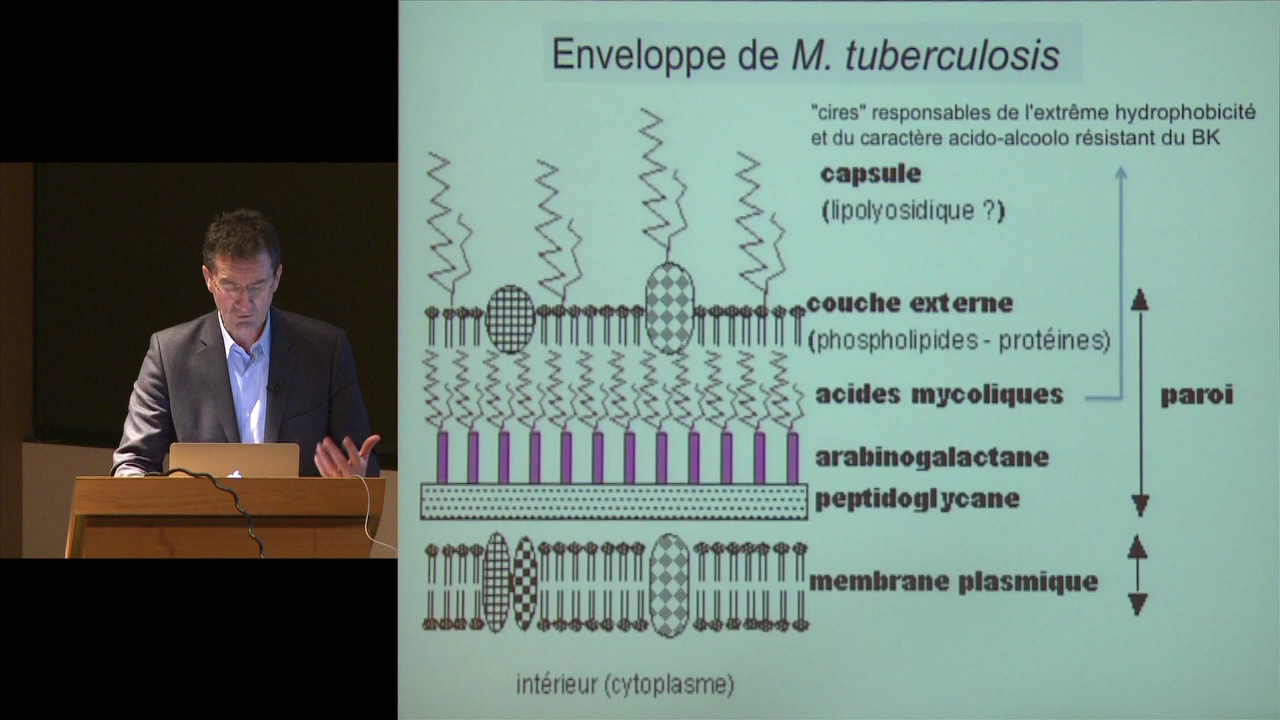 Enveloppe de M. tuberculosis
"cires" responsables de l'extrême hydrophobicité
et du caractère acido-alcoolo résistant du BK
capsule
(lipolyosidique ?)
couche externe
(phospholipides - protéines)
acides mycoliques
paroi
arabinogalactane
peptidoglycane
membrane plasmique
intérieur (cytoplasme)